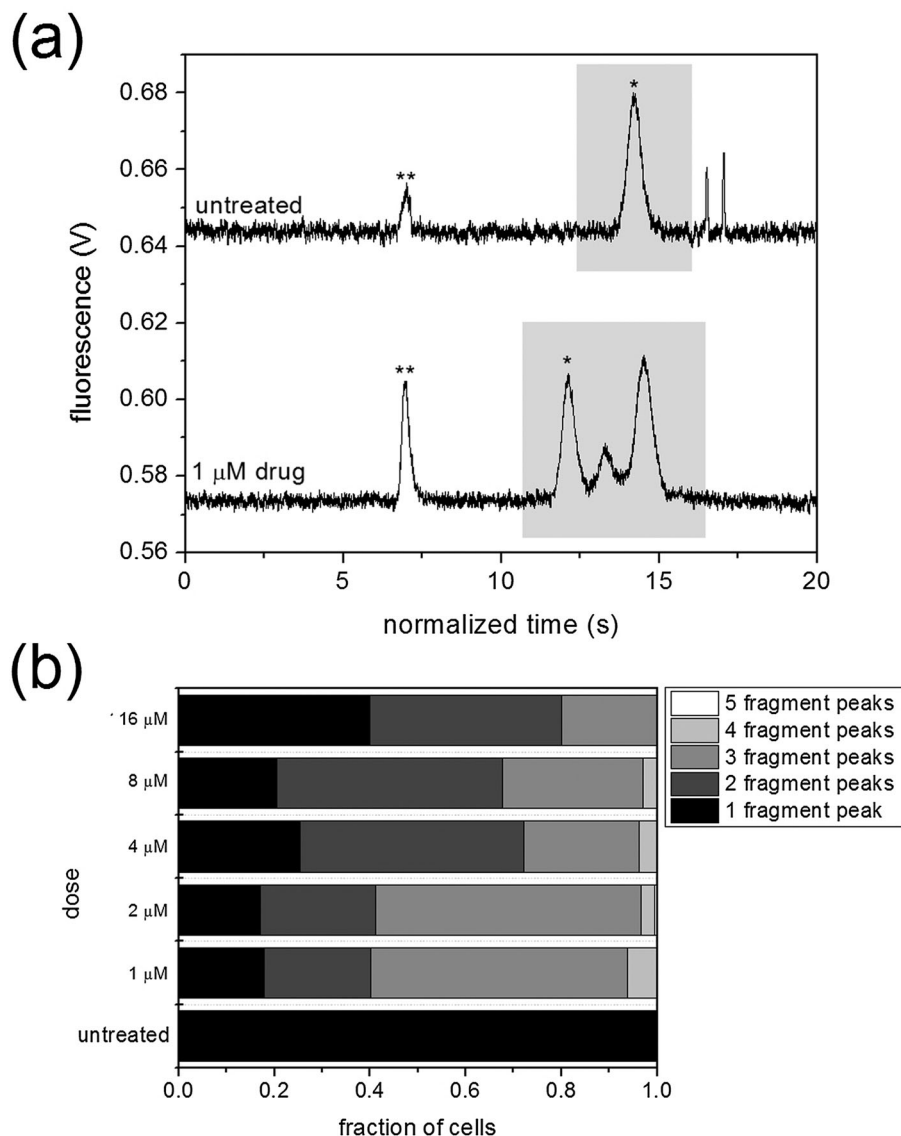 (a)
0.68
0.66
0.64
0.62
0.60
0.58
0.56
fluorescence (V)
untreated
**
*
1 μM drug
**
*
0
5
10
15
20
normalized time (s)
(b)
16 μM
8 μM
4 μM
2 μM
1 μM
untreated
dose
0.0
0.2
0.4
0.6
0.8
1.0
fraction of cells
5 fragment peaks
4 fragment peaks
3 fragment peaks
2 fragment peaks
1 fragment peak